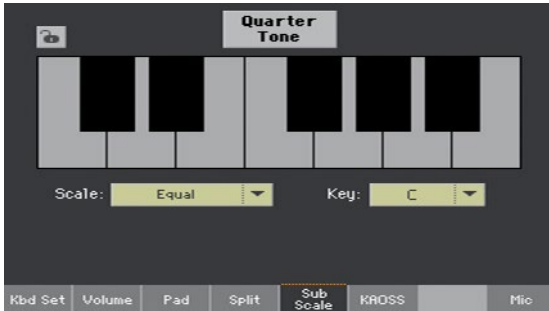 Quarter
Tone
Scale: Equal Key: C
Kbd Set Volume Pad Split Sub Scale KAOSS Mic